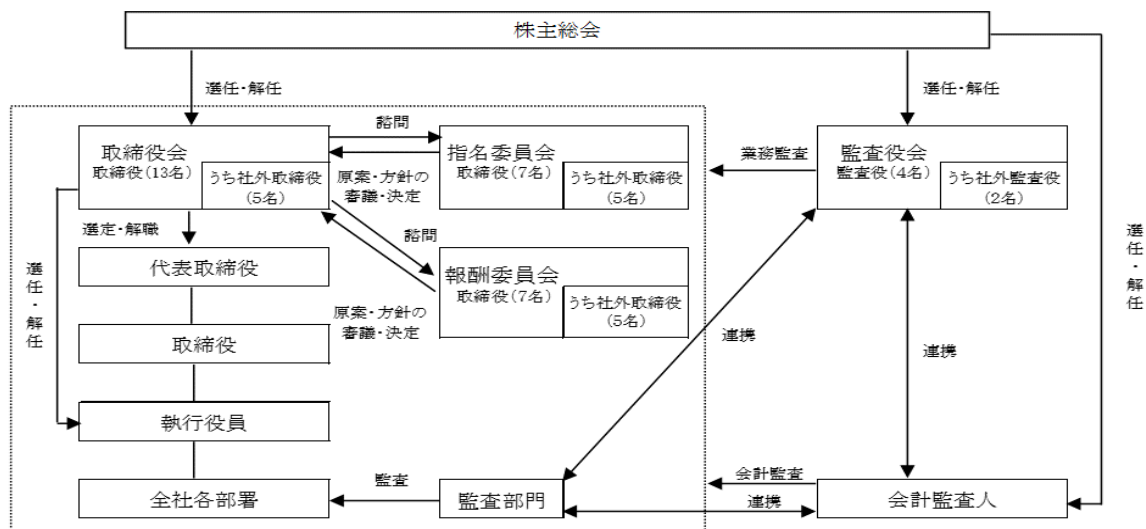 株主総会
選任・解任
選任・解任
取締役会
取締役(13名)
うち社外取締役
(5名)
諮問
指名委員会
取締役(7名)
うち社外取締役
(5名)
原案・方針の
審議・決定
業務監査
監査役会
監査役(4名)
うち社外監査役
(2名)
選定・解職
諮問
代表取締役
報酬委員会
取締役(7名)
うち社外取締役
(5名)
原案・方針の
審議・決定
選任・解任
選任・解任
取締役
連携
連携
執行役員
全社各部署
監査
監査部門
会計監査
連携
会計監査人